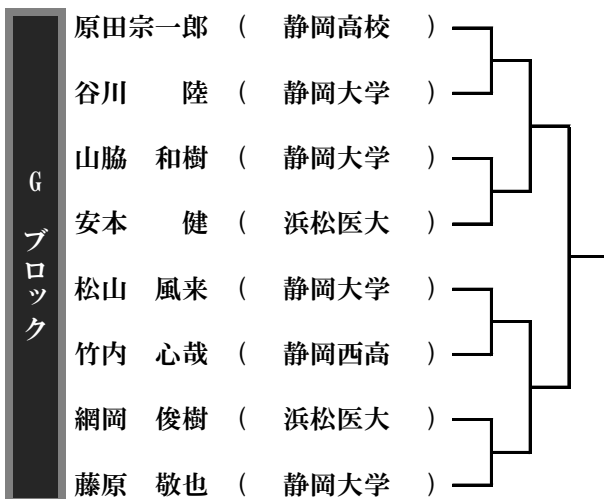 G ブロック
原田宗一郎 ( 静岡高校 )
谷川 陸 ( 静岡大学 )
山脇 和樹 ( 静岡大学 )
安本 健 ( 浜松医大 )
松山 風来 ( 静岡大学 )
竹内 心哉 ( 静岡西高 )
網岡 俊樹 ( 浜松医大 )
藤原 敬也 ( 静岡大学 )